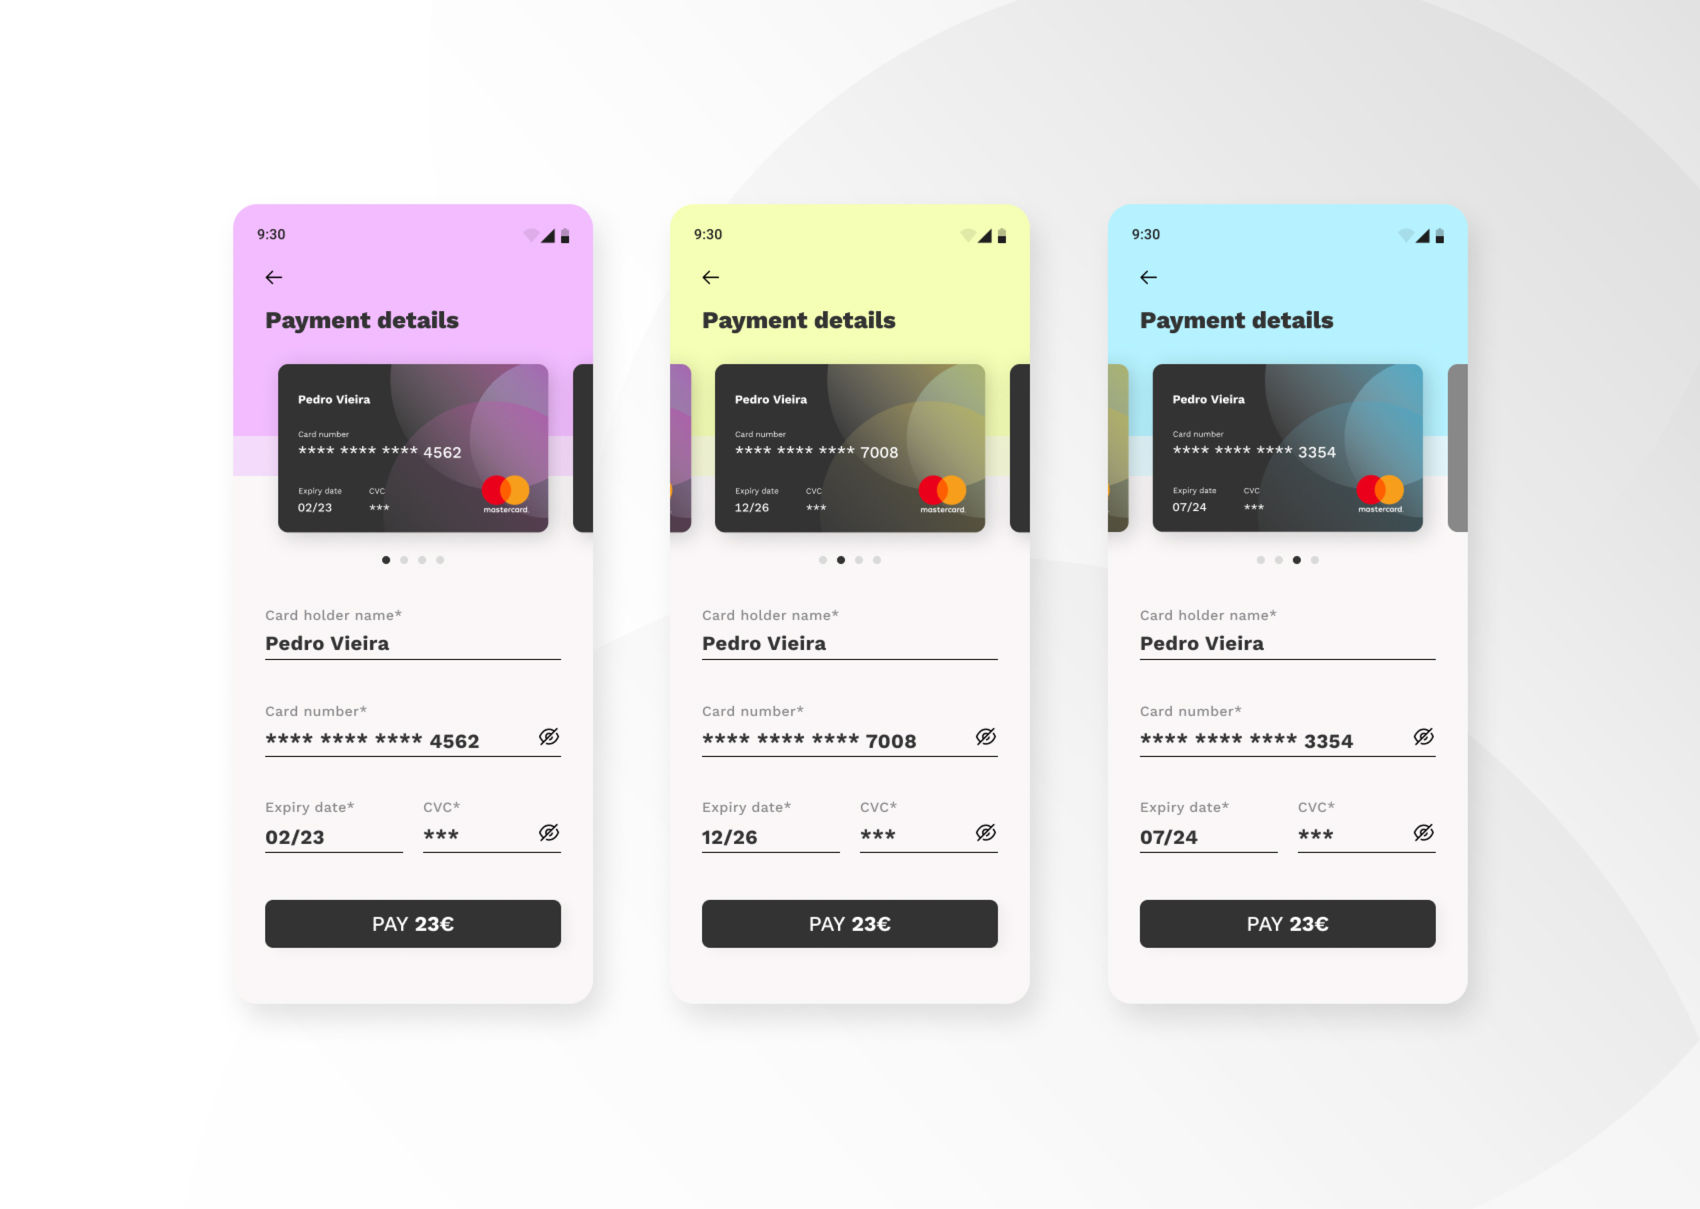 9:30
Payment details
Pedro Vieira
Card number
**** **** **** 4562
Expiry date CVC
02/23 ***
mastercard.
Card holder name*
Pedro Vieira
Card number*
**** **** **** 4562
Expiry date* CVC*
02/23 ***
PAY 23€
9:30
Payment details
Pedro Vieira
Card number
**** **** **** 7008
Expiry date CVC
12/26 ***
mastercard.
Card holder name*
Pedro Vieira
Card number*
**** **** **** 7008
Expiry date* CVC*
12/26 ***
PAY 23€
9:30
Payment details
Pedro Vieira
Card number
**** **** **** 3354
Expiry date CVC
07/24 ***
mastercard.
Card holder name*
Pedro Vieira
Card number*
**** **** **** 3354
Expiry date* CVC*
07/24 ***
PAY 23€